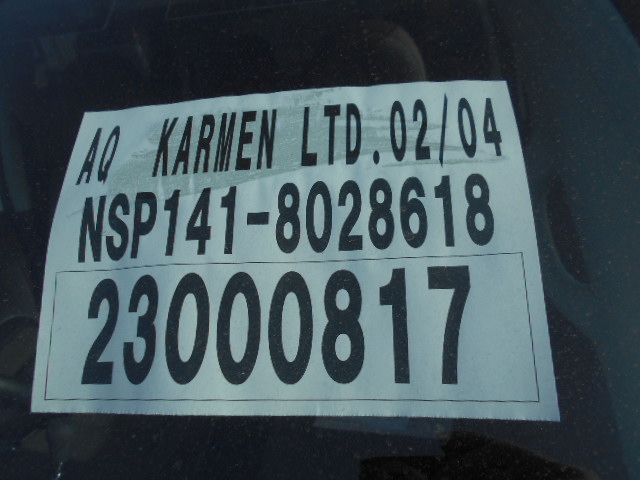 AQ KARMEN LTD.02/04
NSP141-8028618
23000817